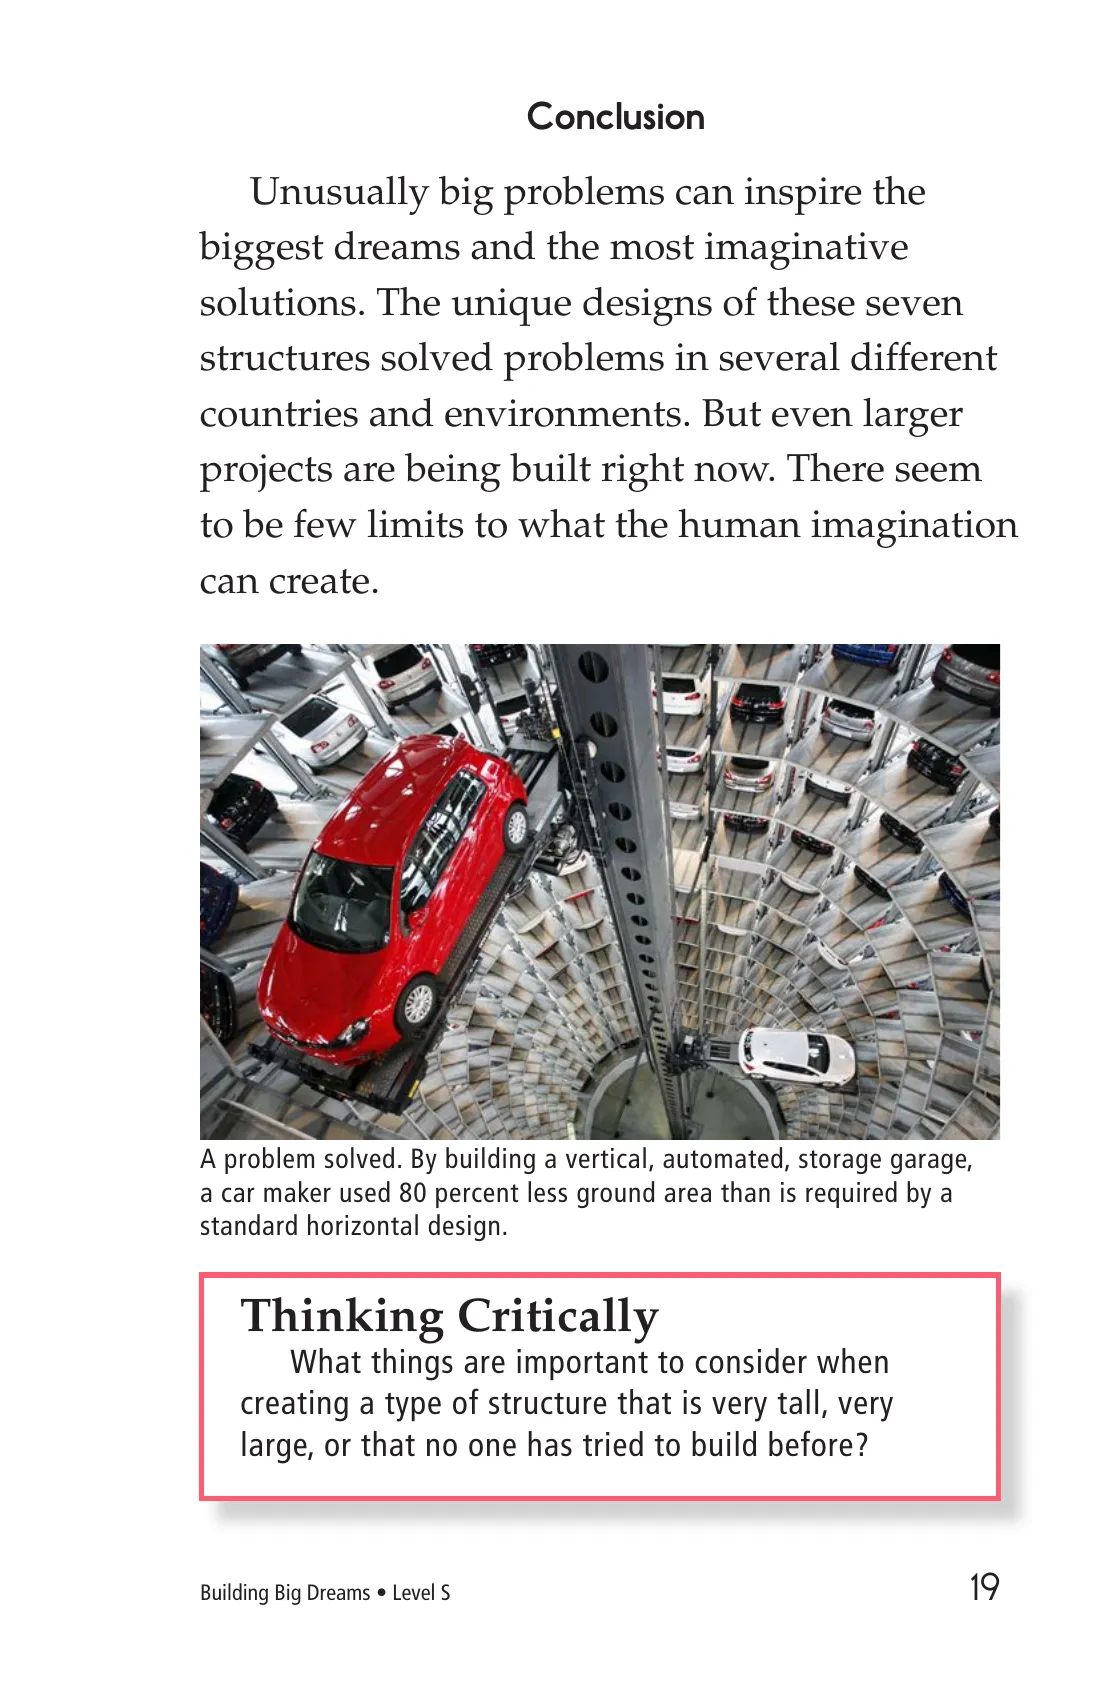 Conclusion
Unusually big problems can inspire the
biggest dreams and the most imaginative
solutions. The unique designs of these seven
structures solved problems in several different
countries and environments. But even larger
projects are being built right now. There seem
to be few limits to what the human imagination
can create.
A problem solved. By building a vertical, automated, storage garage,
a car maker used 80 percent less ground area than is required by a
standard horizontal design.
Thinking Critically
What things are important to consider when
creating a type of structure that is very tall, very
large, or that no one has tried to build before?
Building Big Dreams • Level S
19